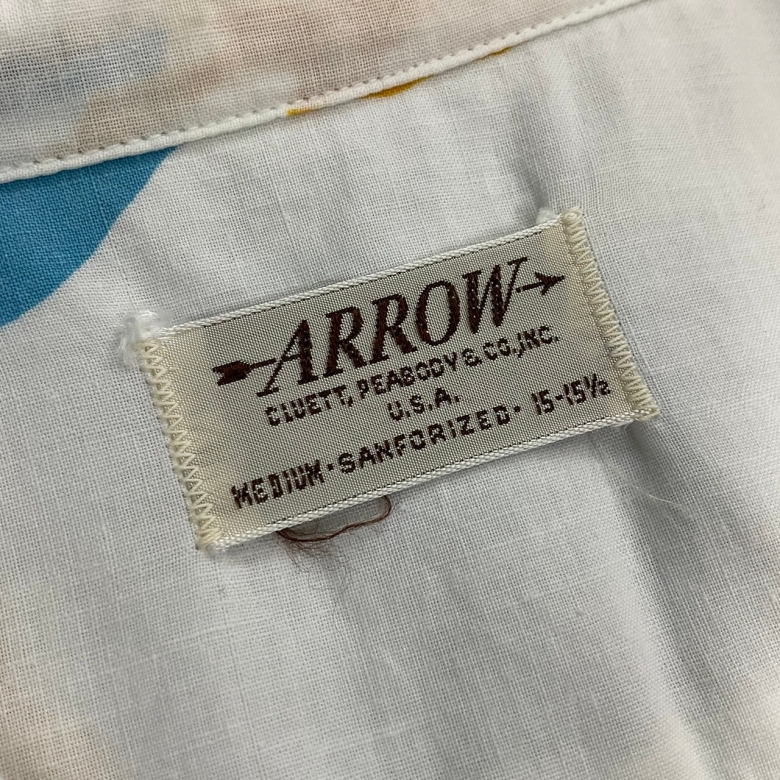 ARROW
CLUETT, PEABODY & CO., INC.
U.S.A.
MEDIUM · SANFORIZED · 15-15½